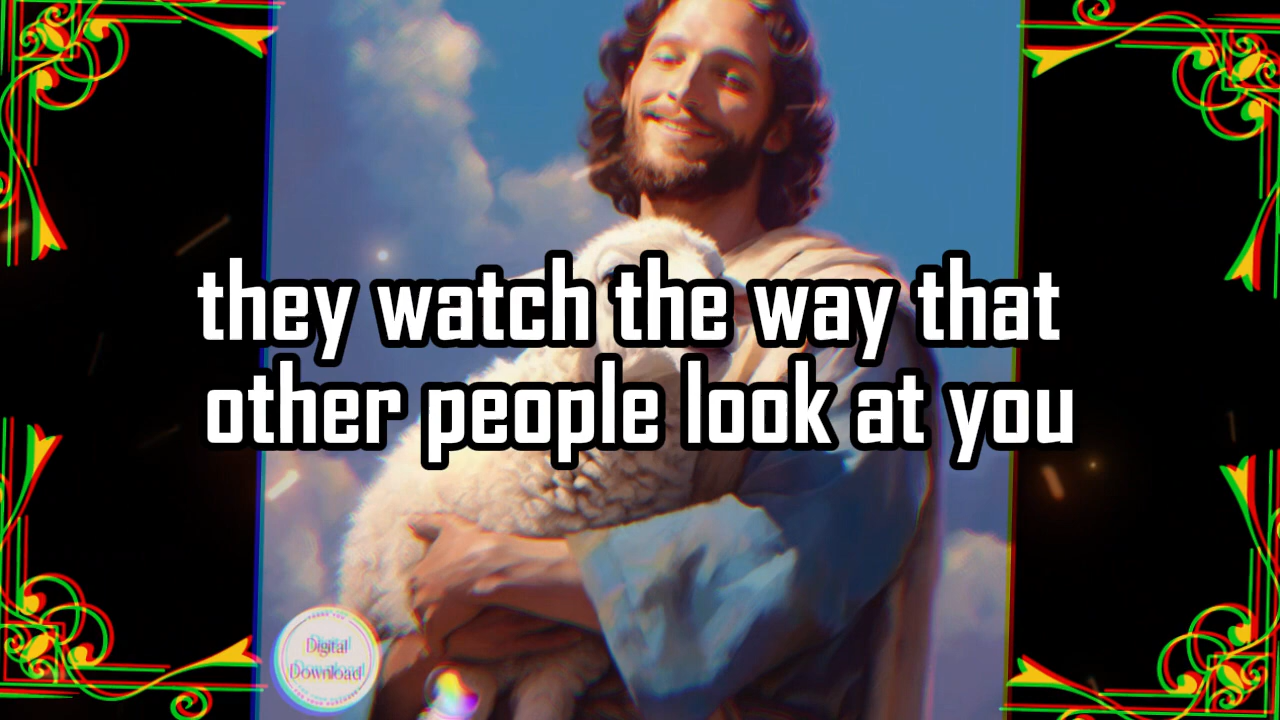 they watch the way that
other people look at you
Digital
Download